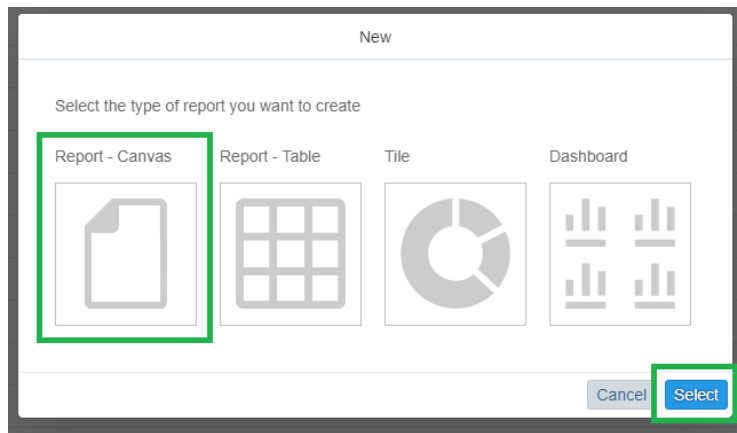 New
Select the type of report you want to create
Report - Canvas
Report - Table
Tile
Dashboard
Cancel
Select